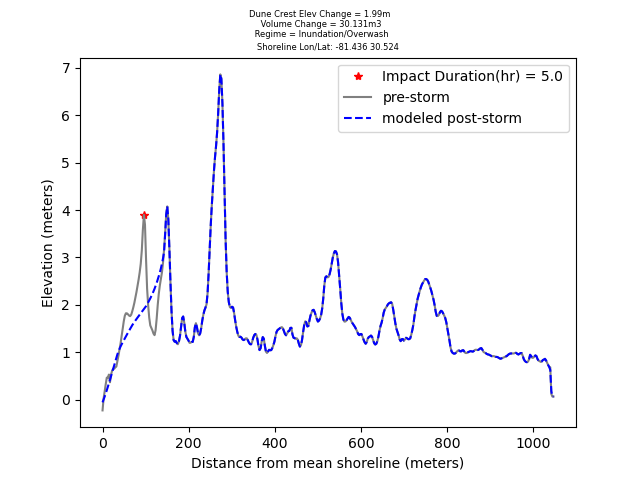 Dune Crest Elev Change = 1.99m
Volume Change = 30.131m3
Regime = Inundation/Overwash
Shoreline Lon/Lat: -81.436 30.524
Impact Duration(hr) = 5.0
pre-storm
modeled post-storm
7
6
5
4
3
2
1
0
Elevation (meters)
0 200 400 600 800 1000
Distance from mean shoreline (meters)